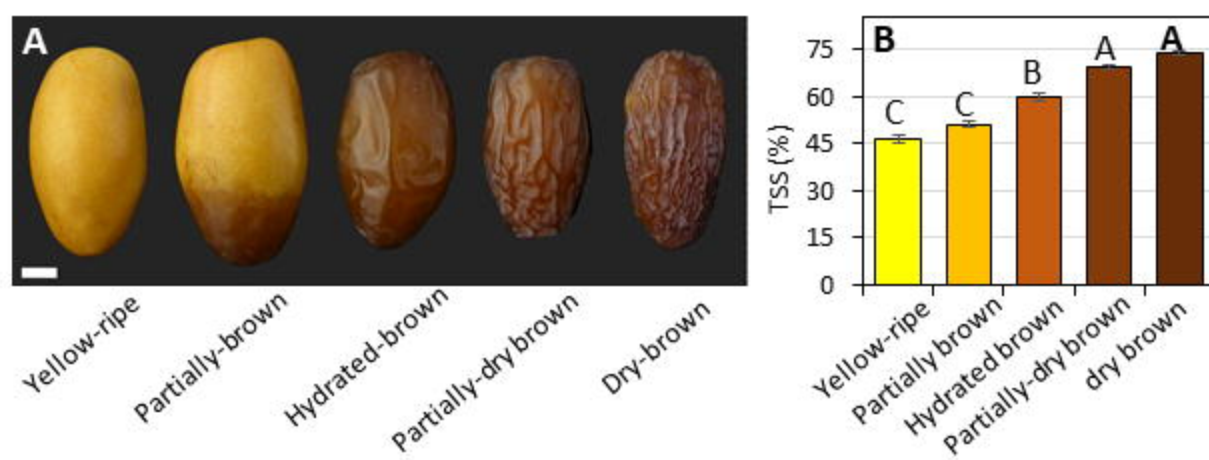 A
Yellow-ripe
Partially-brown
Hydrated-brown
Partially-dry brown
Dry-brown
B
TSS (%)
75
60
45
30
15
0
C
C
B
A
A
Yellow-ripe
Partially brown
Hydrated brown
Partially-dry brown
dry brown